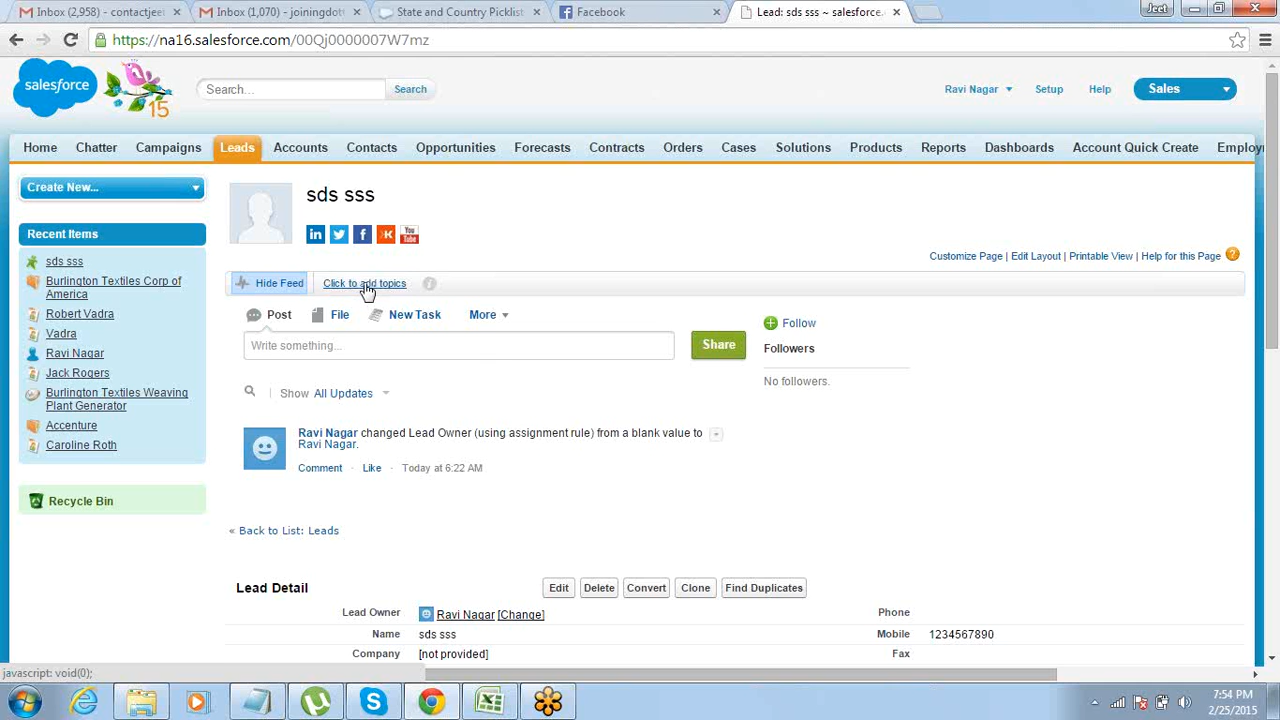 Inbox (2,958) - contactjee
Inbox (1,070) - joiningdott
State and Country Picklist
Facebook
Lead: sds sss ~ salesforce.
Jeet
https://na16.salesforce.com/00Qj0000007W7mz
salesforce
15
Search...
Search
Ravi Nagar
Setup
Help
Sales
Home
Chatter
Campaigns
Leads
Accounts
Contacts
Opportunities
Forecasts
Contracts
Orders
Cases
Solutions
Products
Reports
Dashboards
Account Quick Create
Employ
Create New...
Recent Items
sds sss
Burlington Textiles Corp of
America
Robert Vadra
Vadra
Ravi Nagar
Jack Rogers
Burlington Textiles Weaving
Plant Generator
Accenture
Caroline Roth
Recycle Bin
sds sss
in
You
Tube
Customize Page | Edit Layout | Printable View | Help for this Page ?
Hide Feed
Click to add topics
i
Post
File
New Task
More
Write something...
Share
Follow
Followers
No followers.
Show All Updates
Ravi Nagar changed Lead Owner (using assignment rule) from a blank value to
Ravi Nagar.
Comment · Like · Today at 6:22 AM
« Back to List: Leads
Lead Detail
Edit
Delete
Convert
Clone
Find Duplicates
Lead Owner
Ravi Nagar [Change]
Phone
Name
sds sss
Mobile
1234567890
Company
[not provided]
Fax
javascript: void(0);
7:54 PM
2/25/2015